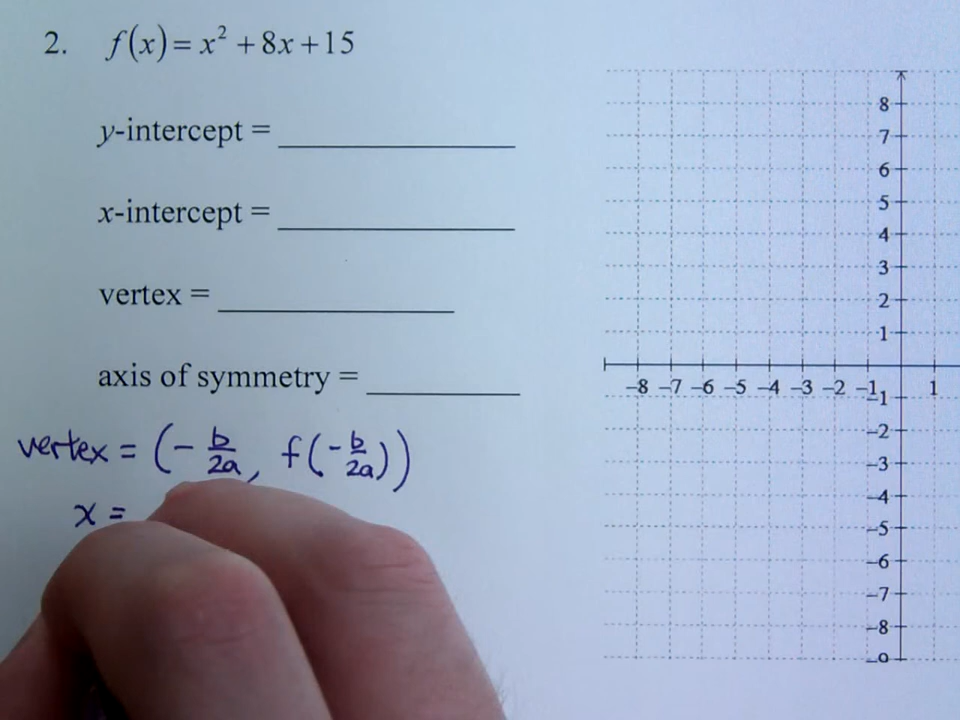 2. f(x) = x² + 8x + 15
y-intercept =
x-intercept =
vertex =
axis of symmetry =
vertex = (-b/2a, f(-b/2a))
x =
8
7
6
5
4
3
2
1
-8 -7 -6 -5 -4 -3 -2 -1 1
-1
-2
-3
-4
-5
-6
-7
-8
-9